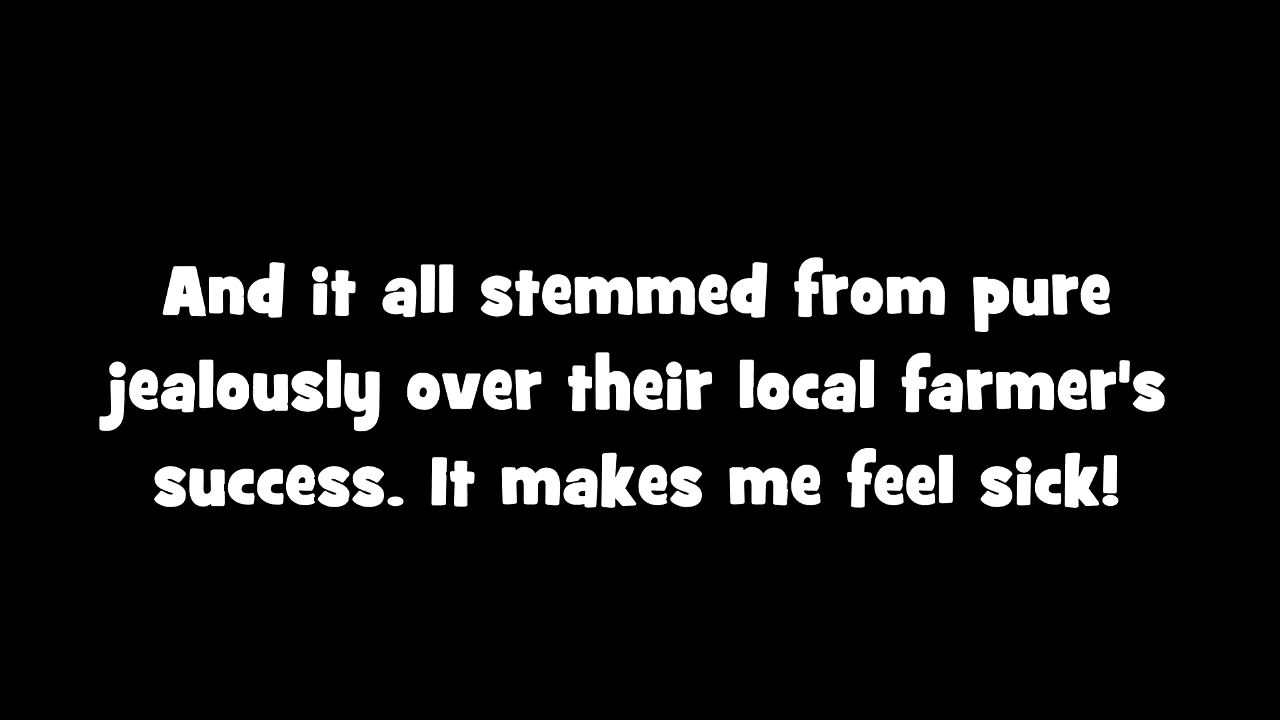 And it all stemmed from pure
jealously over their local farmer's
success. It makes me feel sick!